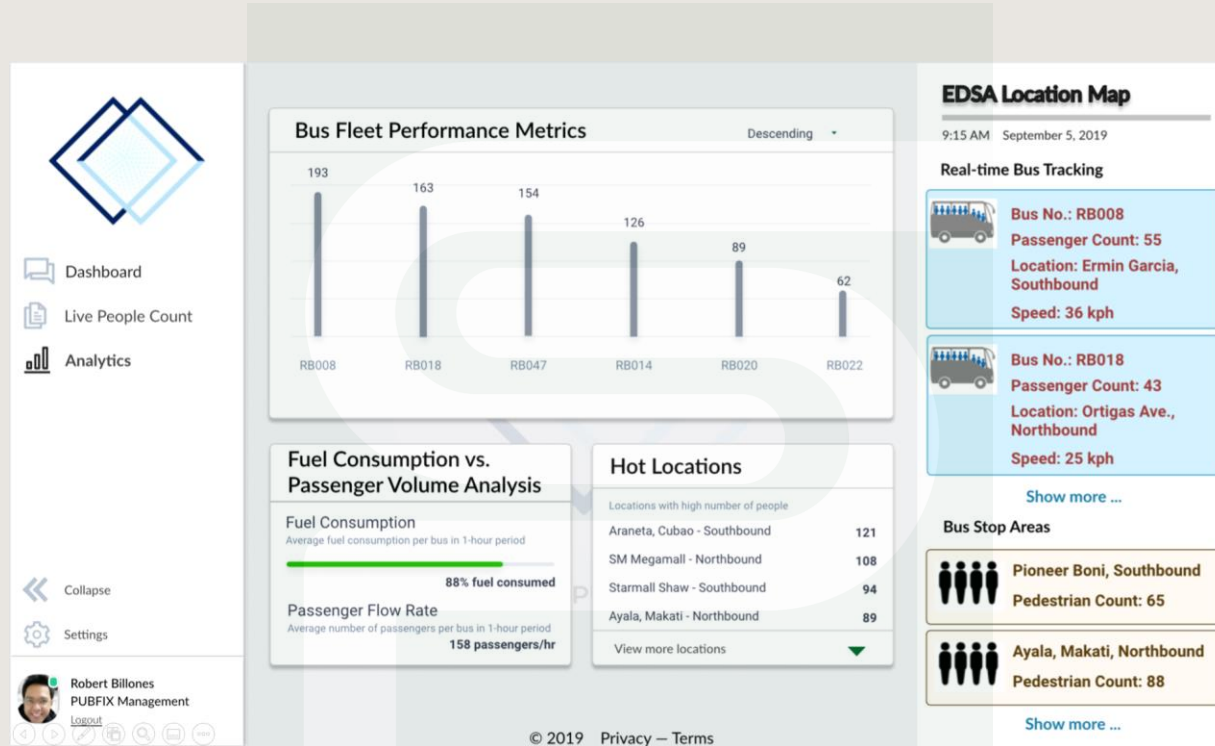 Dashboard
Live People Count
Analytics
Collapse
Settings
Robert Billones
PUBFIX Management
Logout
Bus Fleet Performance Metrics
Descending
193
163
154
126
89
62
RB008
RB018
RB047
RB014
RB020
RB022
Fuel Consumption vs.
Passenger Volume Analysis
Fuel Consumption
Average fuel consumption per bus in 1-hour period
88% fuel consumed
Passenger Flow Rate
Average number of passengers per bus in 1-hour period
158 passengers/hr
Hot Locations
Locations with high number of people
Araneta, Cubao - Southbound 121
SM Megamall - Northbound 108
Starmall Shaw - Southbound 94
Ayala, Makati - Northbound 89
View more locations
© 2019 Privacy — Terms
EDSA Location Map
9:15 AM September 5, 2019
Real-time Bus Tracking
Bus No.: RB008
Passenger Count: 55
Location: Ermin Garcia,
Southbound
Speed: 36 kph
Bus No.: RB018
Passenger Count: 43
Location: Ortigas Ave.,
Northbound
Speed: 25 kph
Show more ...
Bus Stop Areas
Pioneer Boni, Southbound
Pedestrian Count: 65
Ayala, Makati, Northbound
Pedestrian Count: 88
Show more ...